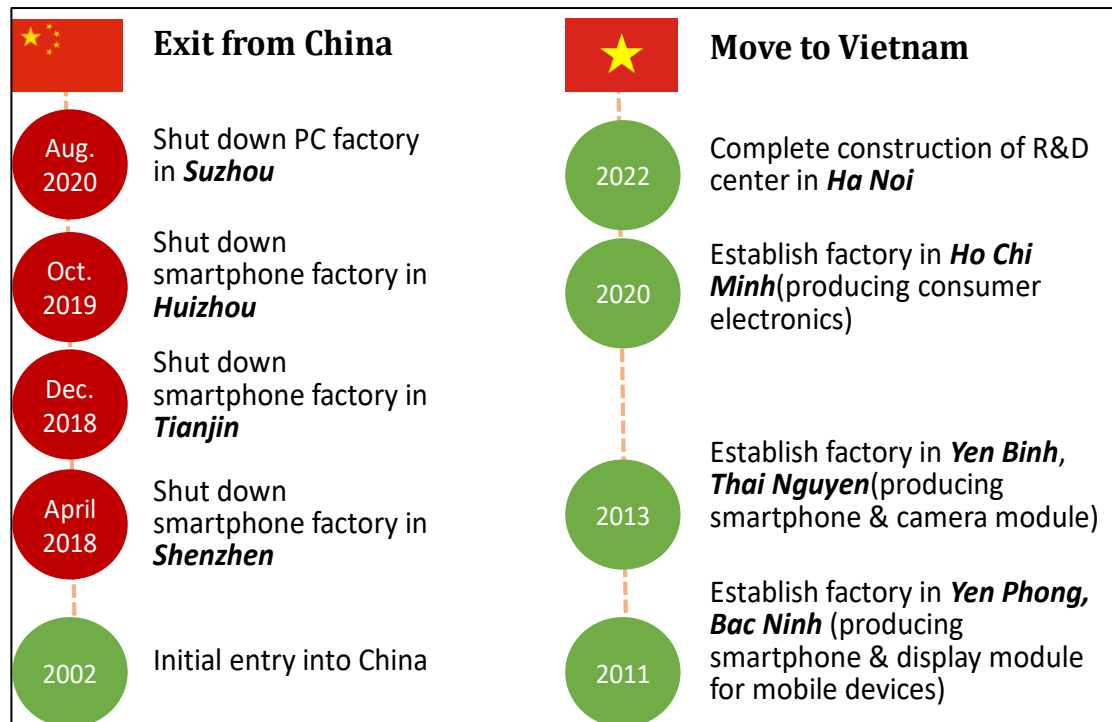 Exit from China
Aug.
2020
Shut down PC factory
in Suzhou
Oct.
2019
Shut down
smartphone factory in
Huizhou
Dec.
2018
Shut down
smartphone factory in
Tianjin
April
2018
Shut down
smartphone factory in
Shenzhen
2002
Initial entry into China
Move to Vietnam
2022
Complete construction of R&D
center in Ha Noi
2020
Establish factory in Ho Chi
Minh(producing consumer
electronics)
2013
Establish factory in Yen Binh,
Thai Nguyen(producing
smartphone & camera module)
2011
Establish factory in Yen Phong,
Bac Ninh (producing
smartphone & display module
for mobile devices)